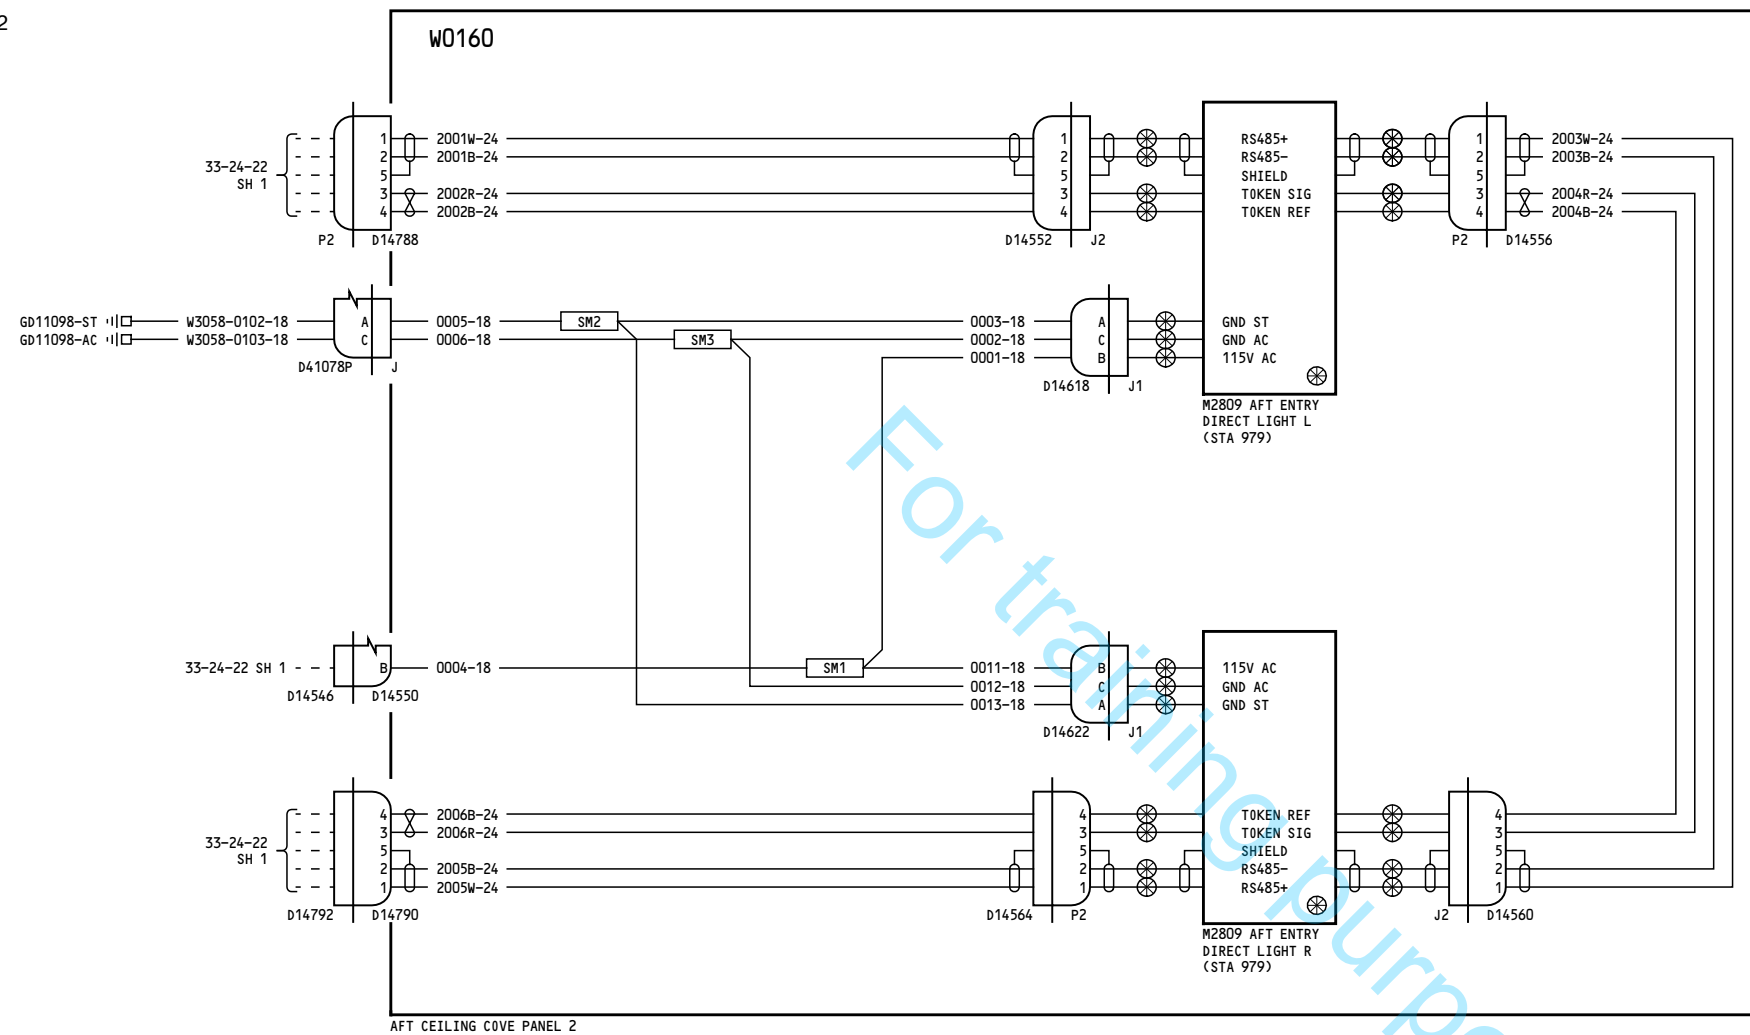 2
W0160
33-24-22
SH 1
1 2001W-24
2 2001B-24
5
3 2002R-24
4 2002B-24
P2 D14788
1
2
5
3
4
D14552 J2
RS485+
RS485-
SHIELD
TOKEN SIG
TOKEN REF
1 2003W-24
2 2003B-24
5
3 2004R-24
4 2004B-24
P2 D14556
GD11098-ST W3058-0102-18 A 0005-18 SM2 0003-18 A GND ST
GD11098-AC W3058-0103-18 C 0006-18 SM3 0002-18 C GND AC
0001-18 B 115V AC
D41078P J
D14618 J1
M2809 AFT ENTRY
DIRECT LIGHT L
(STA 979)
33-24-22 SH 1 B 0004-18 SM1 0011-18 B 115V AC
0012-18 C GND AC
0013-18 A GND ST
D14546 D14550
D14622 J1
33-24-22
SH 1
4 2006B-24
3 2006R-24
5
2 2005B-24
1 2005W-24
D14792 D14790
4
3
5
2
1
D14564 P2
TOKEN REF
TOKEN SIG
SHIELD
RS485-
RS485+
4
3
5
2
1
J2 D14560
M2809 AFT ENTRY
DIRECT LIGHT R
(STA 979)
AFT CEILING COVE PANEL 2
For training purpo